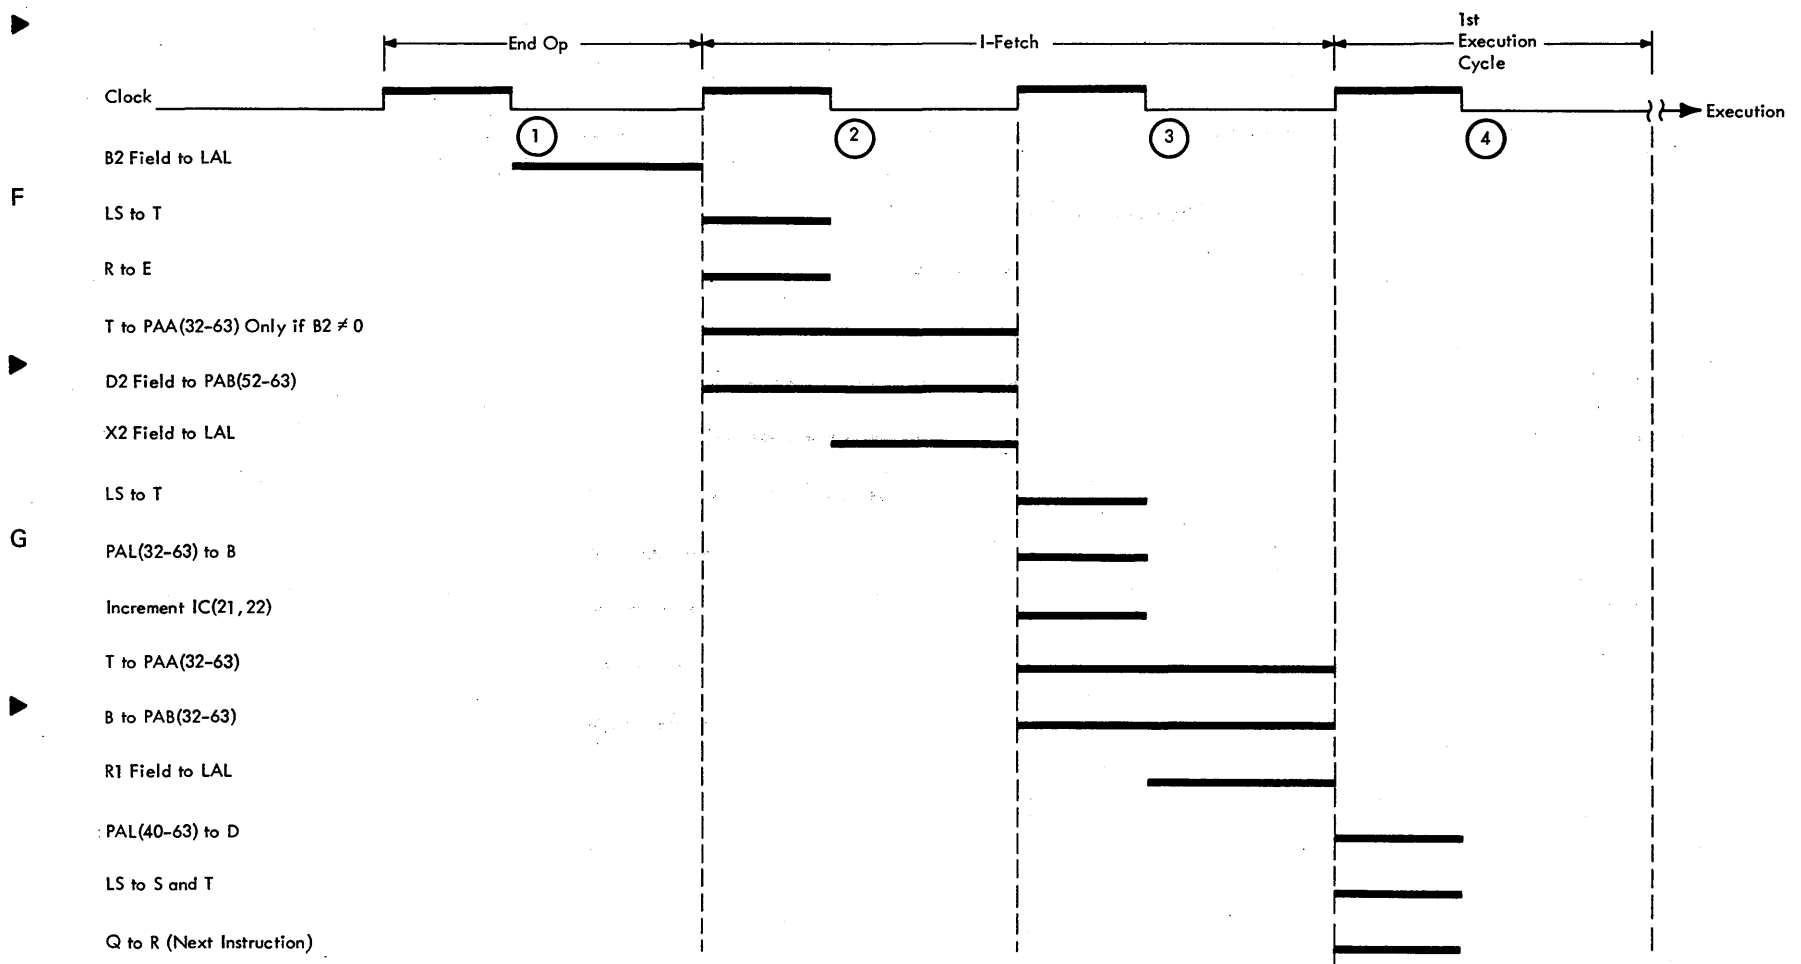 1st
Execution
Cycle
End Op
I-Fetch
Clock
Execution
1
2
3
4
B2 Field to LAL
F
LS to T
R to E
T to PAA(32-63) Only if B2 ≠ 0
D2 Field to PAB(52-63)
X2 Field to LAL
LS to T
G
PAL(32-63) to B
Increment IC(21, 22)
T to PAA(32-63)
B to PAB(32-63)
R1 Field to LAL
PAL(40-63) to D
LS to S and T
Q to R (Next Instruction)